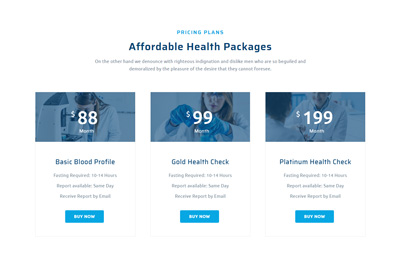 PRICING PLANS
Affordable Health Packages
On the other hand we denounce with righteous indignation and dislike men who are so beguiled and
demoralized by the pleasure of the desire that they cannot foresee.
$ 88
Month
$ 99
Month
$ 199
Month
Basic Blood Profile
Fasting Required: 10-14 Hours
Report available: Same Day
Receive Report by Email
BUY NOW
Gold Health Check
Fasting Required: 10-14 Hours
Report available: Same Day
Receive Report by Email
BUY NOW
Platinum Health Check
Fasting Required: 10-14 Hours
Report available: Same Day
Receive Report by Email
BUY NOW